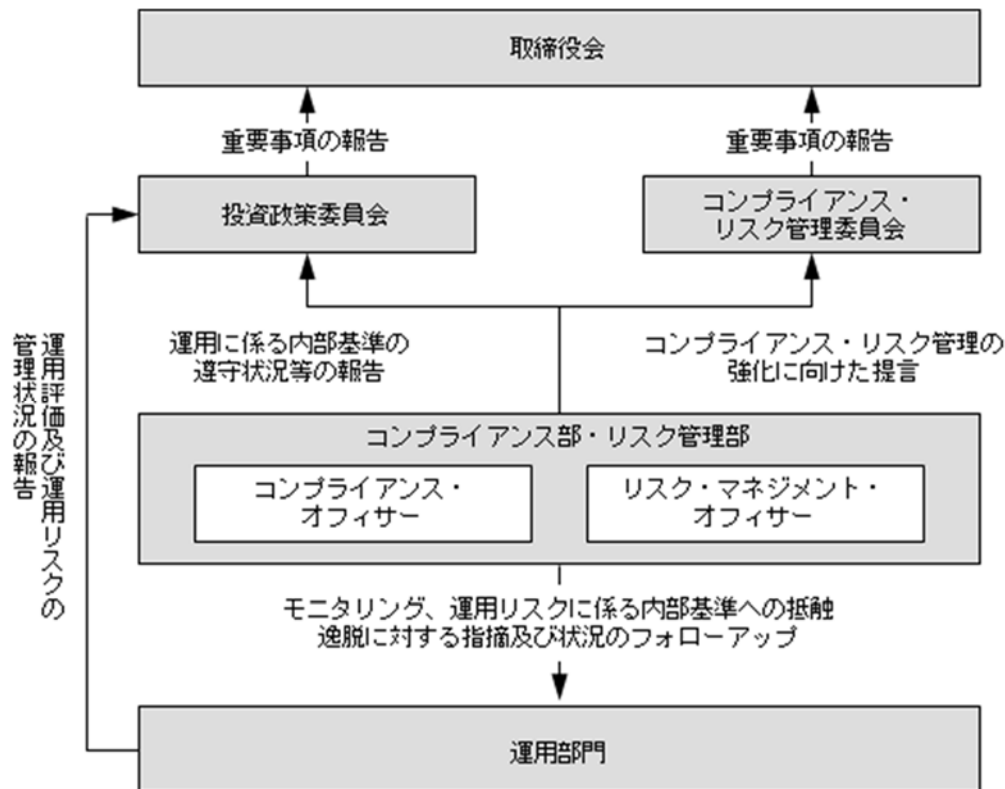 取締役会
重要事項の報告
重要事項の報告
投資政策委員会
コンプライアンス・
リスク管理委員会
運用に係る内部基準の
遵守状況等の報告
コンプライアンス・リスク管理の
強化に向けた提言
運用評価及び運用リスクの
管理状況の報告
コンプライアンス部・リスク管理部
コンプライアンス・
オフィサー
リスク・マネジメント・
オフィサー
モニタリング、運用リスクに係る内部基準への抵触
逸脱に対する指摘及び状況のフォローアップ
運用部門